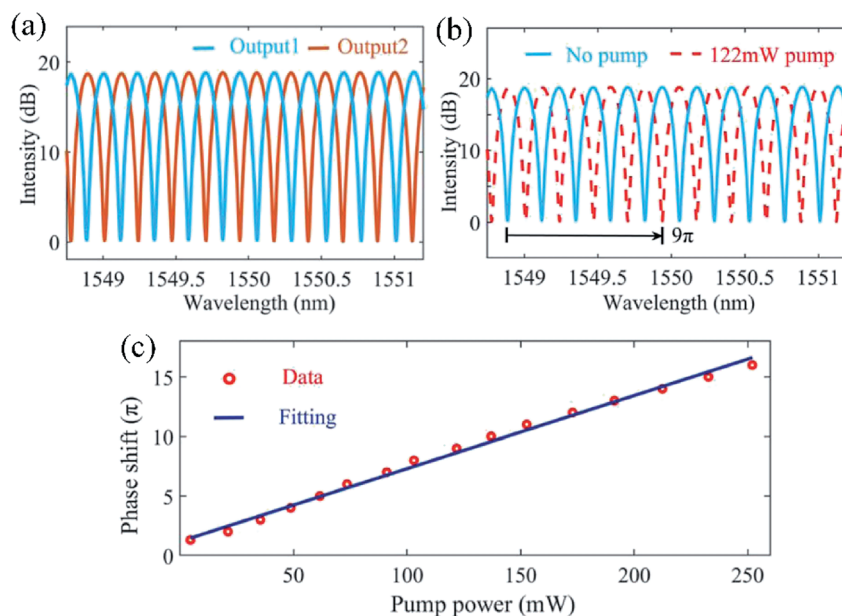 (a)
Output1 Output2
20
10
0
Intensity (dB)
1549 1549.5 1550 1550.5 1551
Wavelength (nm)
(b)
No pump 122mW pump
20
10
0
Intensity (dB)
9π
1549 1549.5 1550 1550.5 1551
Wavelength (nm)
(c)
Data
Fitting
15
10
5
0
Phase shift (π)
50 100 150 200 250
Pump power (mW)